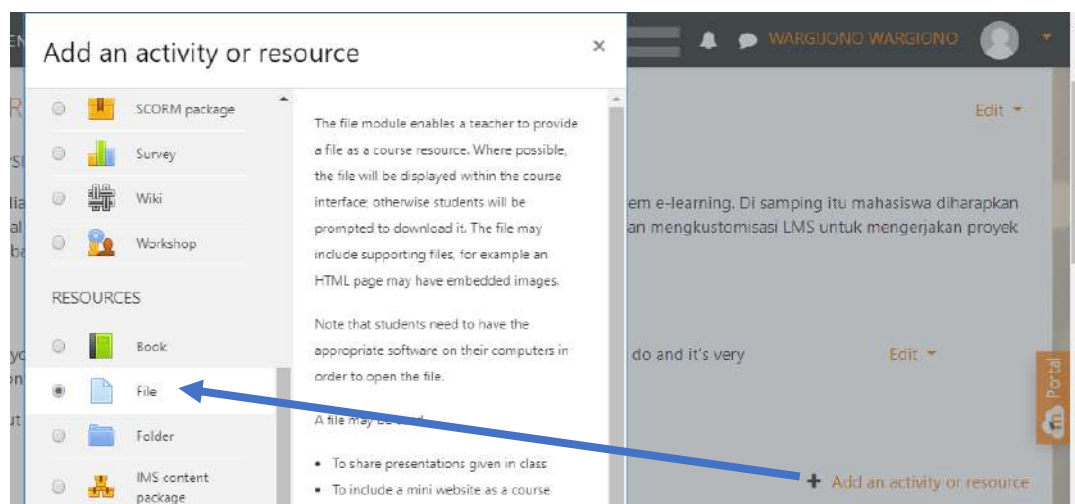 EN
Add an activity or resource
×
WARGIJONO WARGIONO
R
Edit
SCORM package
Survey
Wiki
Workshop
RESOURCES
Book
File
Folder
IMS content
package
The file module enables a teacher to provide
a file as a course resource. Where possible,
the file will be displayed within the course
interface; otherwise students will be
prompted to download it. The file may
include supporting files, for example an
HTML page may have embedded images.
Note that students need to have the
appropriate software on their computers in
order to open the file.
A file may be used
• To share presentations given in class
• To include a mini website as a course
em e-learning. Di samping itu mahasiswa diharapkan
an mengkustomisasi LMS untuk mengerjakan proyek
do and it's very
Edit
Portal
+ Add an activity or resource